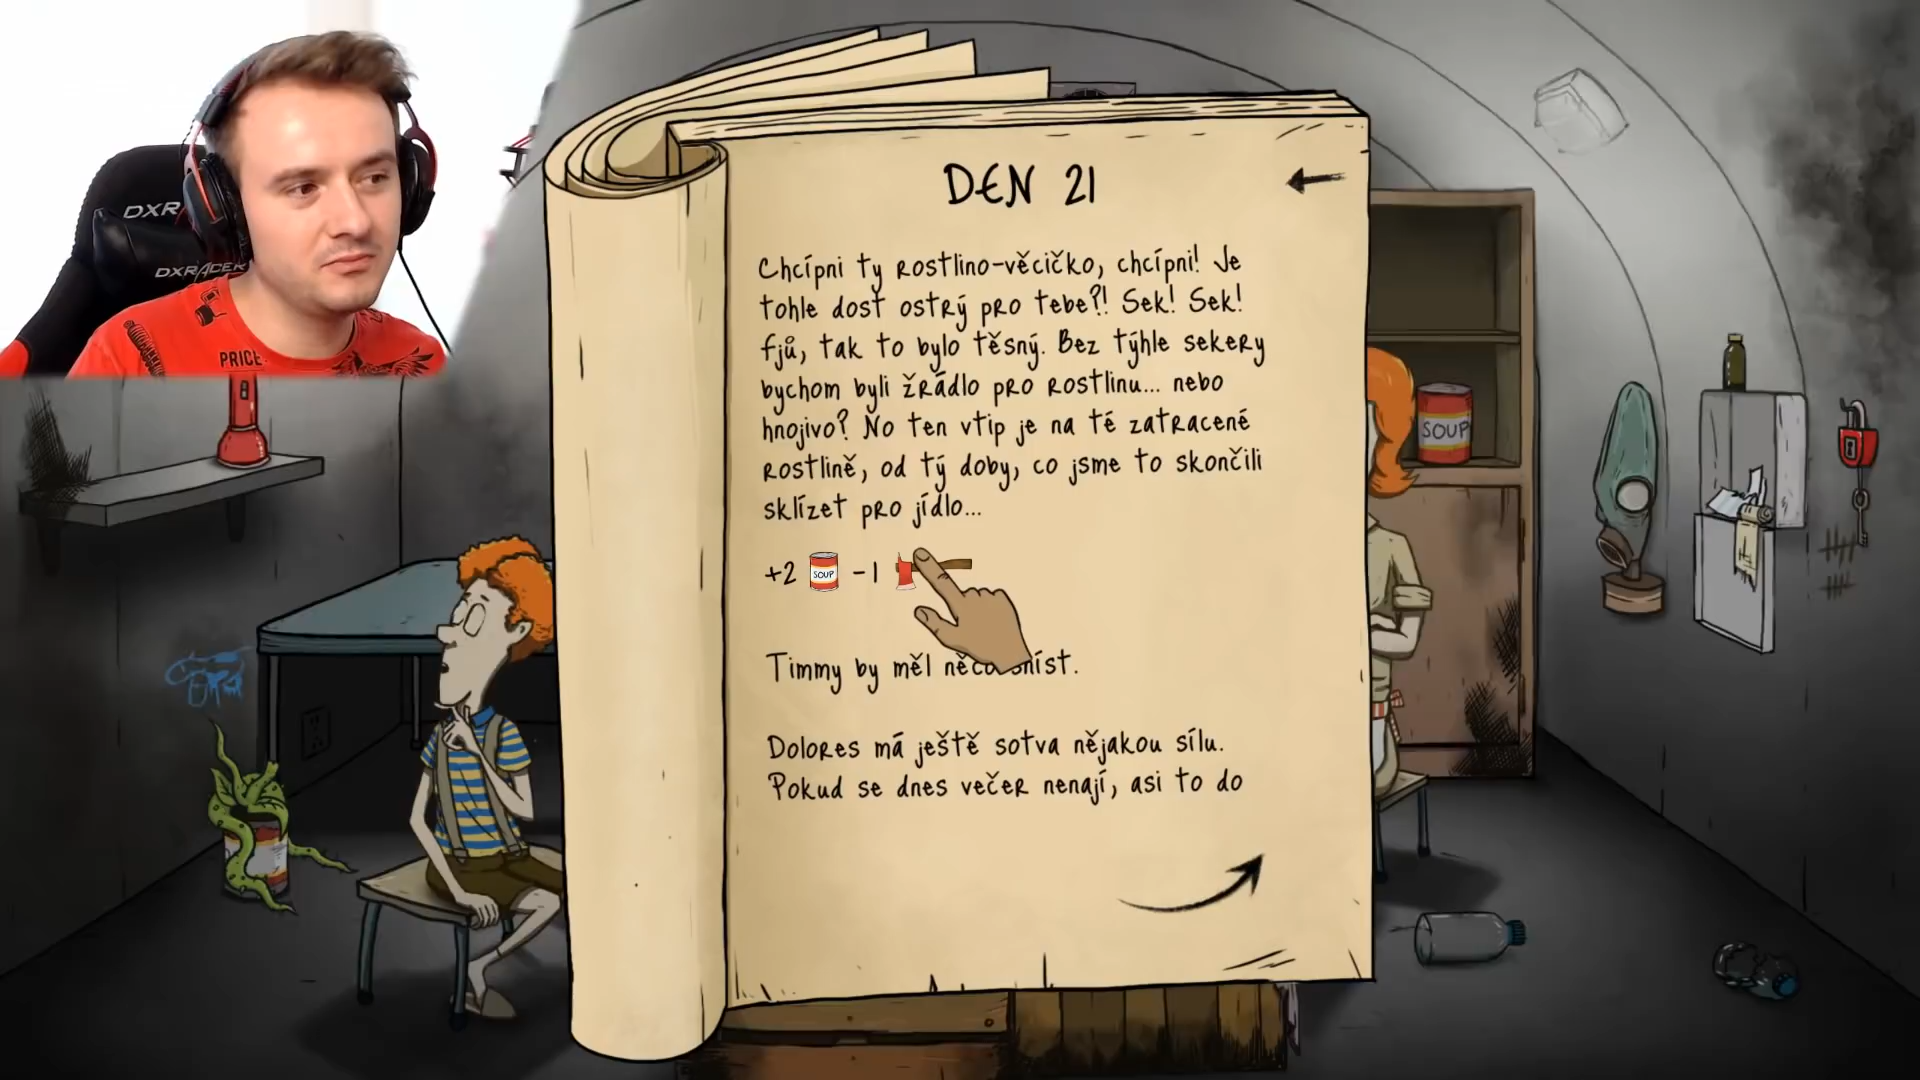 DEN 21
Chcípni ty rostlino-věcičko, chcípni! Je
tohle dost ostrý pro tebe?! Sek! Sek!
Fjů, tak to bylo těsný. Bez týhle sekery
bychom byli žrádlo pro rostlinu... nebo
hnojivo? No ten vtip je na té zatracené
rostlině, od tý doby, co jsme to skončili
sklízet pro jídlo...
+2 SOUP -1
Timmy by měl něco sníst.
Dolores má ještě sotva nějakou sílu.
Pokud se dnes večer nenají, asi to do
DXR
DXRACER
PRICE
SOUP